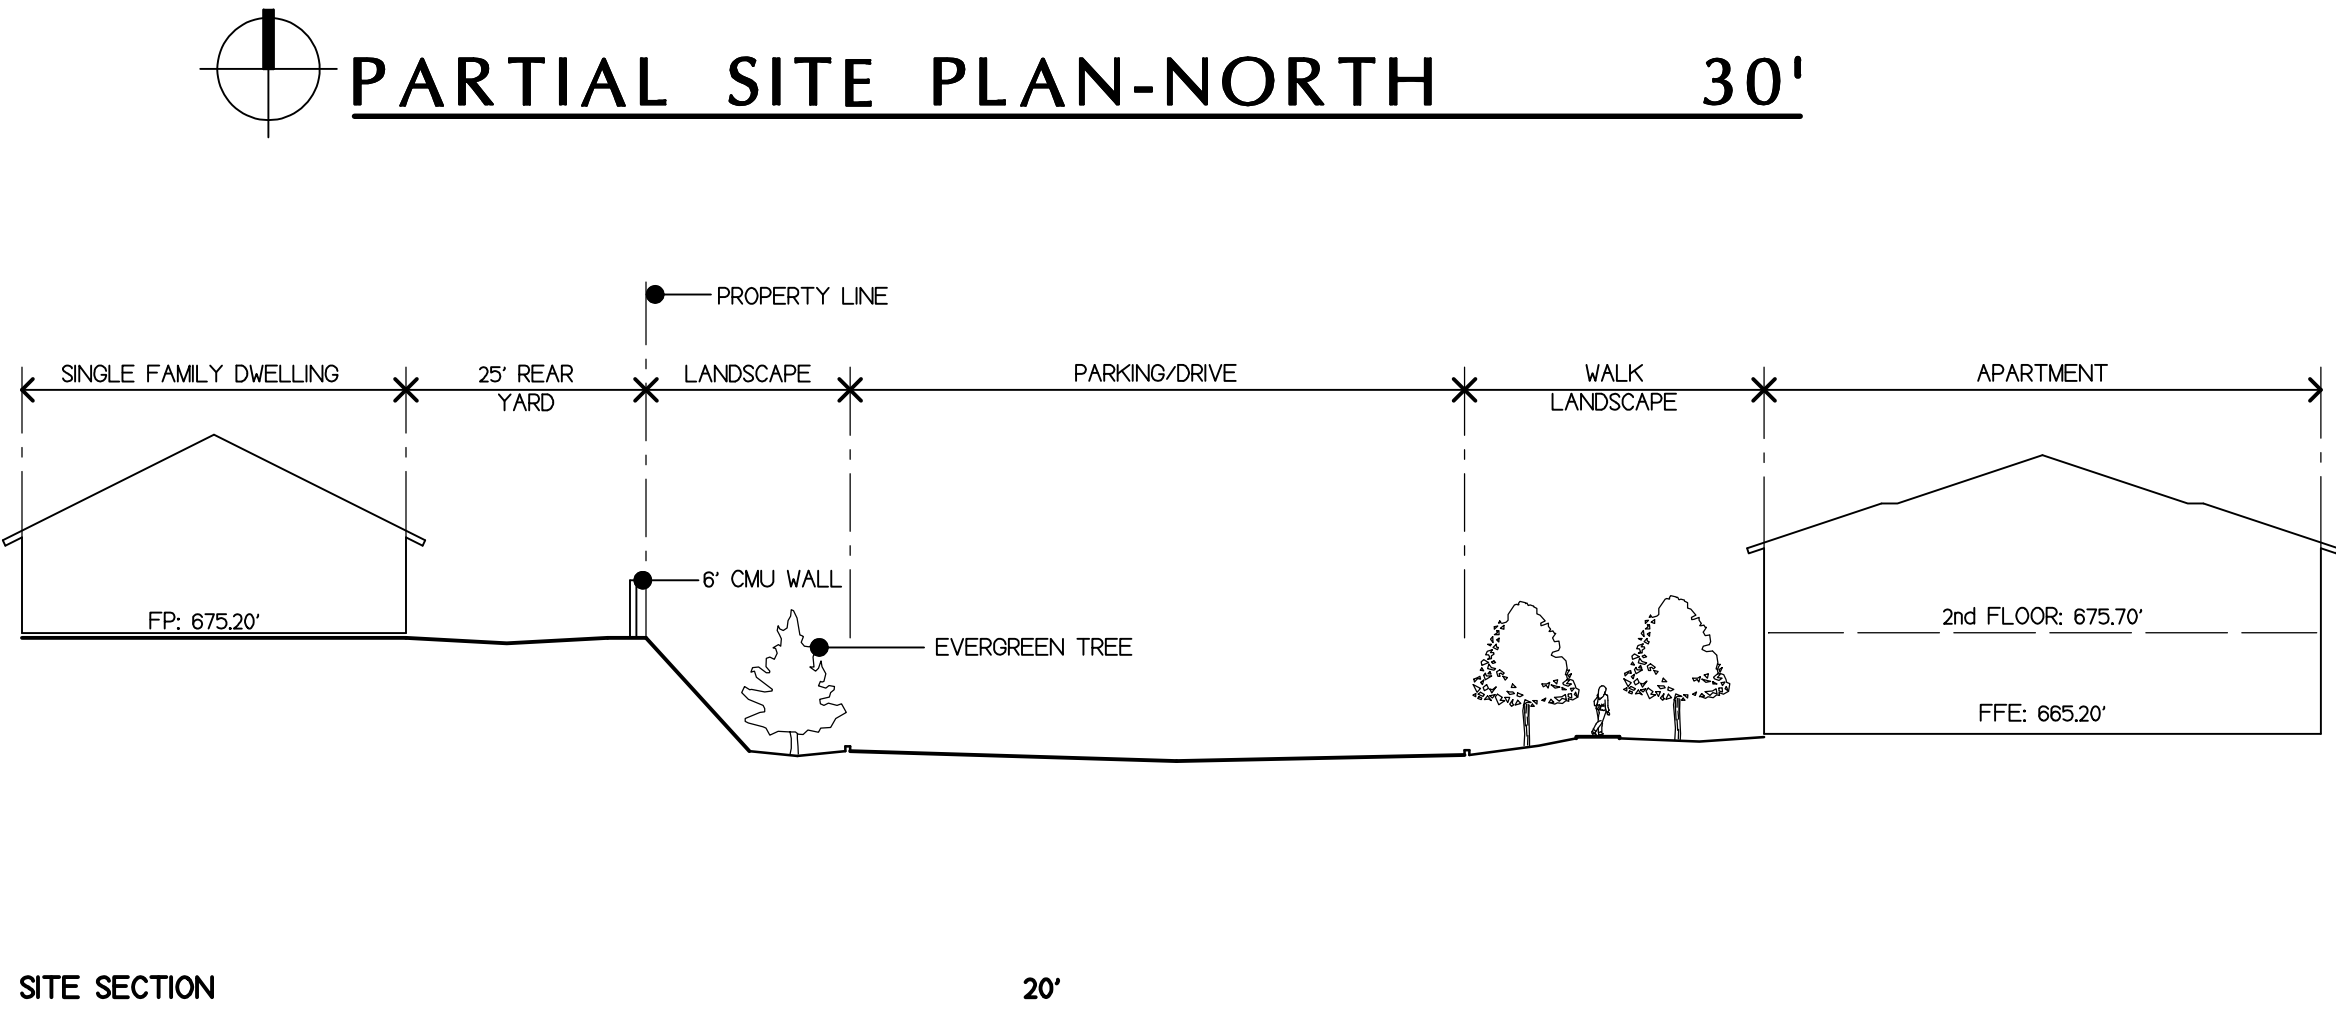 PARTIAL SITE PLAN-NORTH 30'
PROPERTY LINE
SINGLE FAMILY DWELLING
25' REAR
YARD
LANDSCAPE
PARKING/DRIVE
WALK
LANDSCAPE
APARTMENT
6' CMU WALL
FP: 675.20'
2nd FLOOR: 675.70'
EVERGREEN TREE
FFE: 665.20'
SITE SECTION 20'